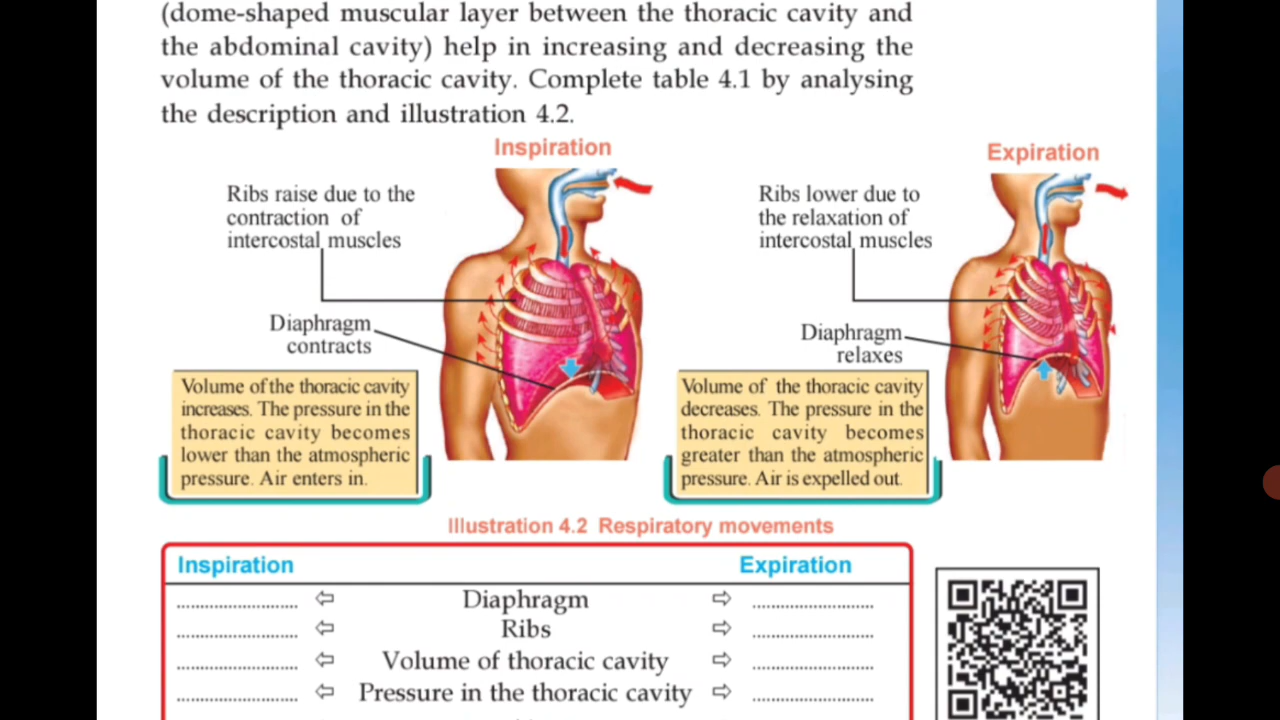 (dome-shaped muscular layer between the thoracic cavity and
the abdominal cavity) help in increasing and decreasing the
volume of the thoracic cavity. Complete table 4.1 by analysing
the description and illustration 4.2.
Inspiration
Ribs raise due to the
contraction of
intercostal muscles
Diaphragm
contracts
Volume of the thoracic cavity
increases. The pressure in the
thoracic cavity becomes
lower than the atmospheric
pressure. Air enters in.
Expiration
Ribs lower due to
the relaxation of
intercostal muscles
Diaphragm
relaxes
Volume of the thoracic cavity
decreases. The pressure in the
thoracic cavity becomes
greater than the atmospheric
pressure. Air is expelled out.
Illustration 4.2 Respiratory movements
Inspiration Expiration
......................... ⇦ Diaphragm ⇨ .........................
......................... ⇦ Ribs ⇨ .........................
......................... ⇦ Volume of thoracic cavity ⇨ .........................
......................... ⇦ Pressure in the thoracic cavity ⇨ .........................